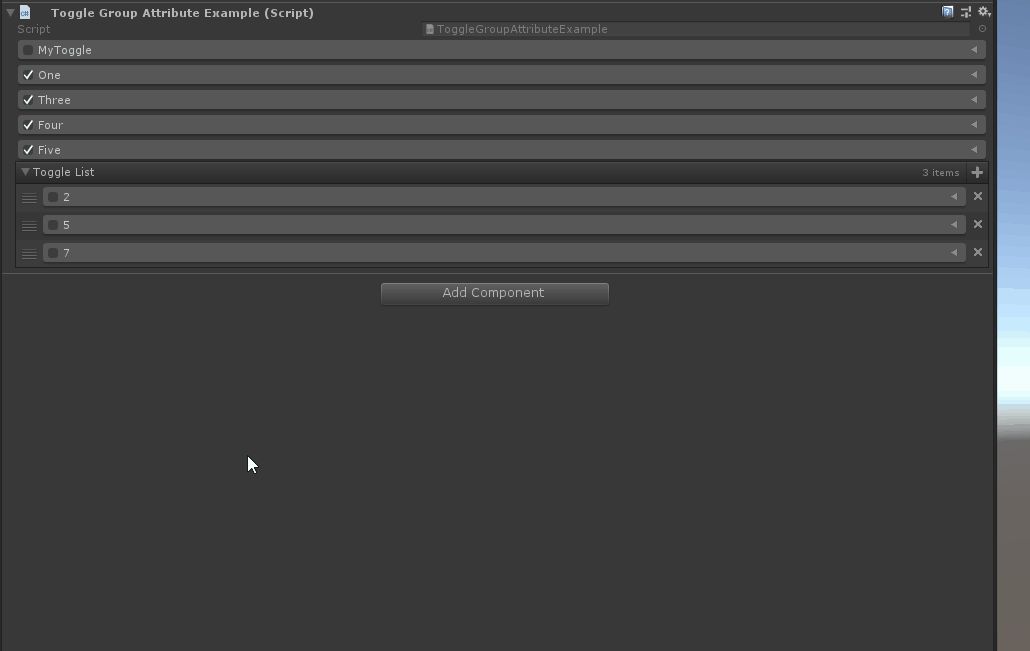 Toggle Group Attribute Example (Script)
Script ToggleGroupAttributeExample
MyToggle
One
Three
Four
Five
Toggle List 3 items
2
5
7
Add Component